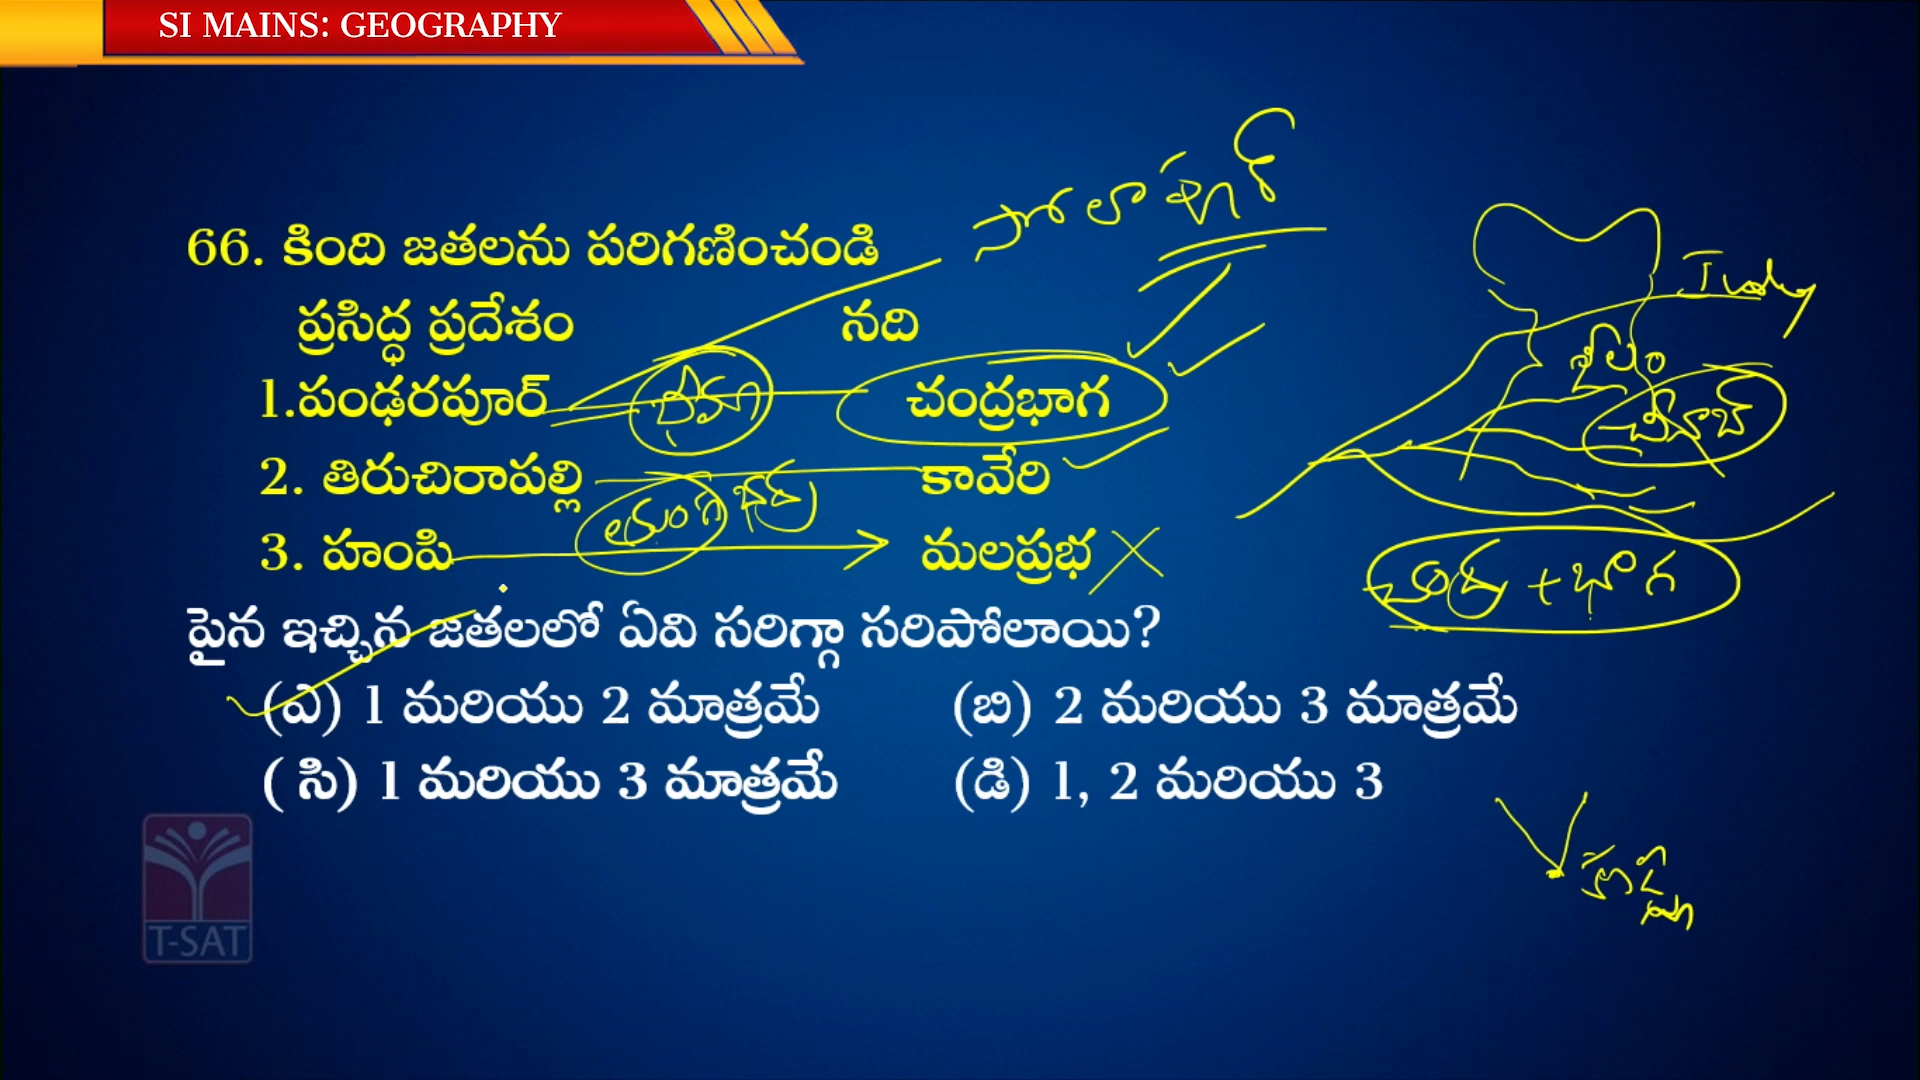 SI MAINS: GEOGRAPHY
సోలాపూర్
66. కింది జతలను పరిగణించండి
ప్రసిద్ధ ప్రదేశం నది
Indus
జీలం
1.పంఢరపూర్ భీమా చంద్రభాగ
చీనాబ్
2. తిరుచిరాపల్లి కావేరి
తుంగభద్ర
3. హంపి మలప్రభ
చంద్ర + భాగ
పైన ఇచ్చిన జతలలో ఏవి సరిగ్గా సరిపోలాయి?
(ఎ) 1 మరియు 2 మాత్రమే (బి) 2 మరియు 3 మాత్రమే
( సి) 1 మరియు 3 మాత్రమే (డి) 1, 2 మరియు 3
T-SAT